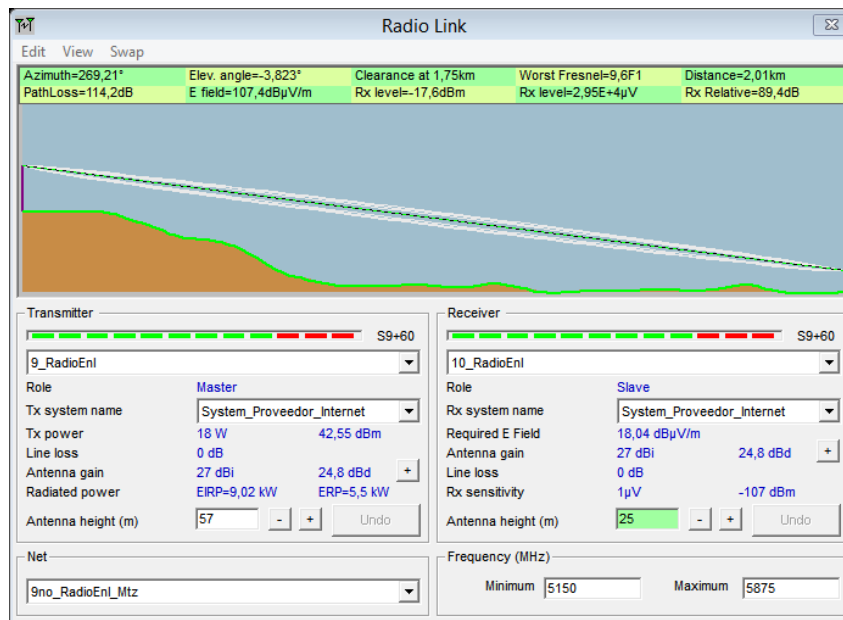 Radio Link
Edit View Swap
Azimuth=269,21° Elev. angle=-3,823° Clearance at 1,75km Worst Fresnel=9,6F1 Distance=2,01km
PathLoss=114,2dB E field=107,4dBµV/m Rx level=-17,6dBm Rx level=2,95E+4µV Rx Relative=89,4dB
Transmitter
S9+60
9_RadioEnl
Role Master
Tx system name System_Proveedor_Internet
Tx power 18 W 42,55 dBm
Line loss 0 dB
Antenna gain 27 dBi 24,8 dBd +
Radiated power EIRP=9,02 kW ERP=5,5 kW
Antenna height (m) 57 - + Undo
Receiver
S9+60
10_RadioEnl
Role Slave
Rx system name System_Proveedor_Internet
Required E Field 18,04 dBµV/m
Antenna gain 27 dBi 24,8 dBd +
Line loss 0 dB
Rx sensitivity 1µV -107 dBm
Antenna height (m) 25 - + Undo
Net
9no_RadioEnl_Mtz
Frequency (MHz)
Minimum 5150 Maximum 5875